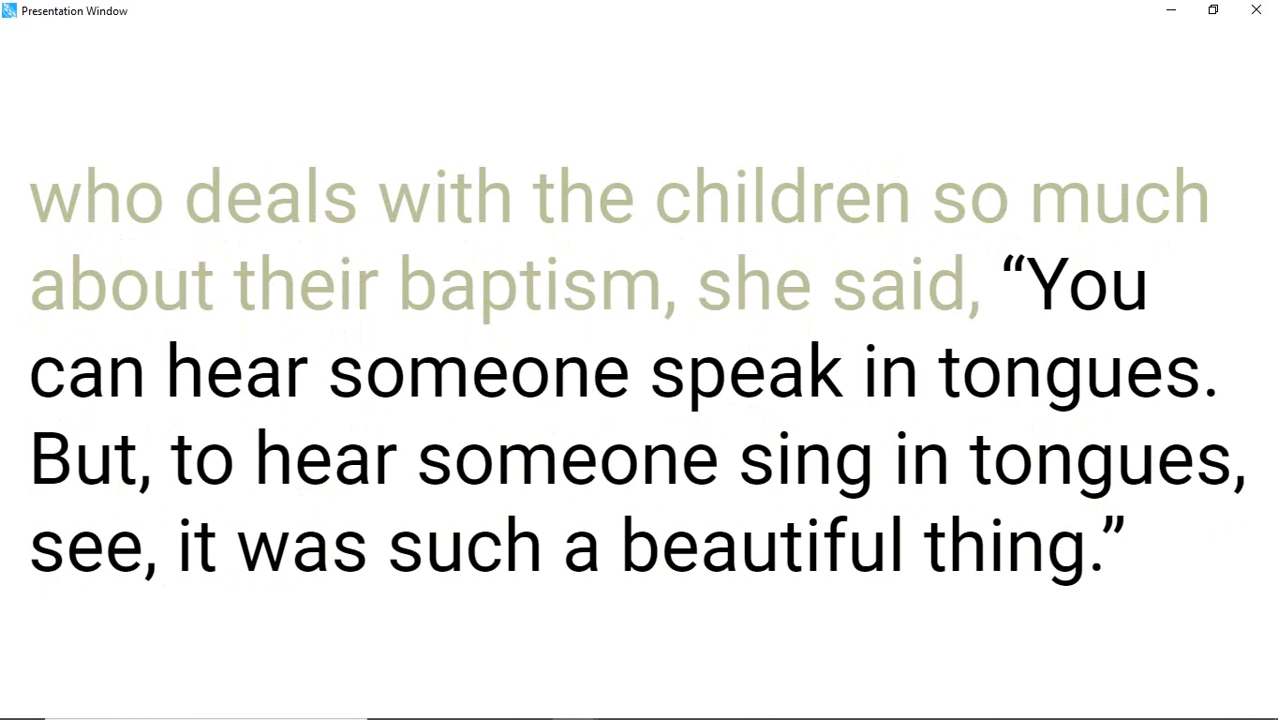 Presentation Window
who deals with the children so much
about their baptism, she said, “You
can hear someone speak in tongues.
But, to hear someone sing in tongues,
see, it was such a beautiful thing.”